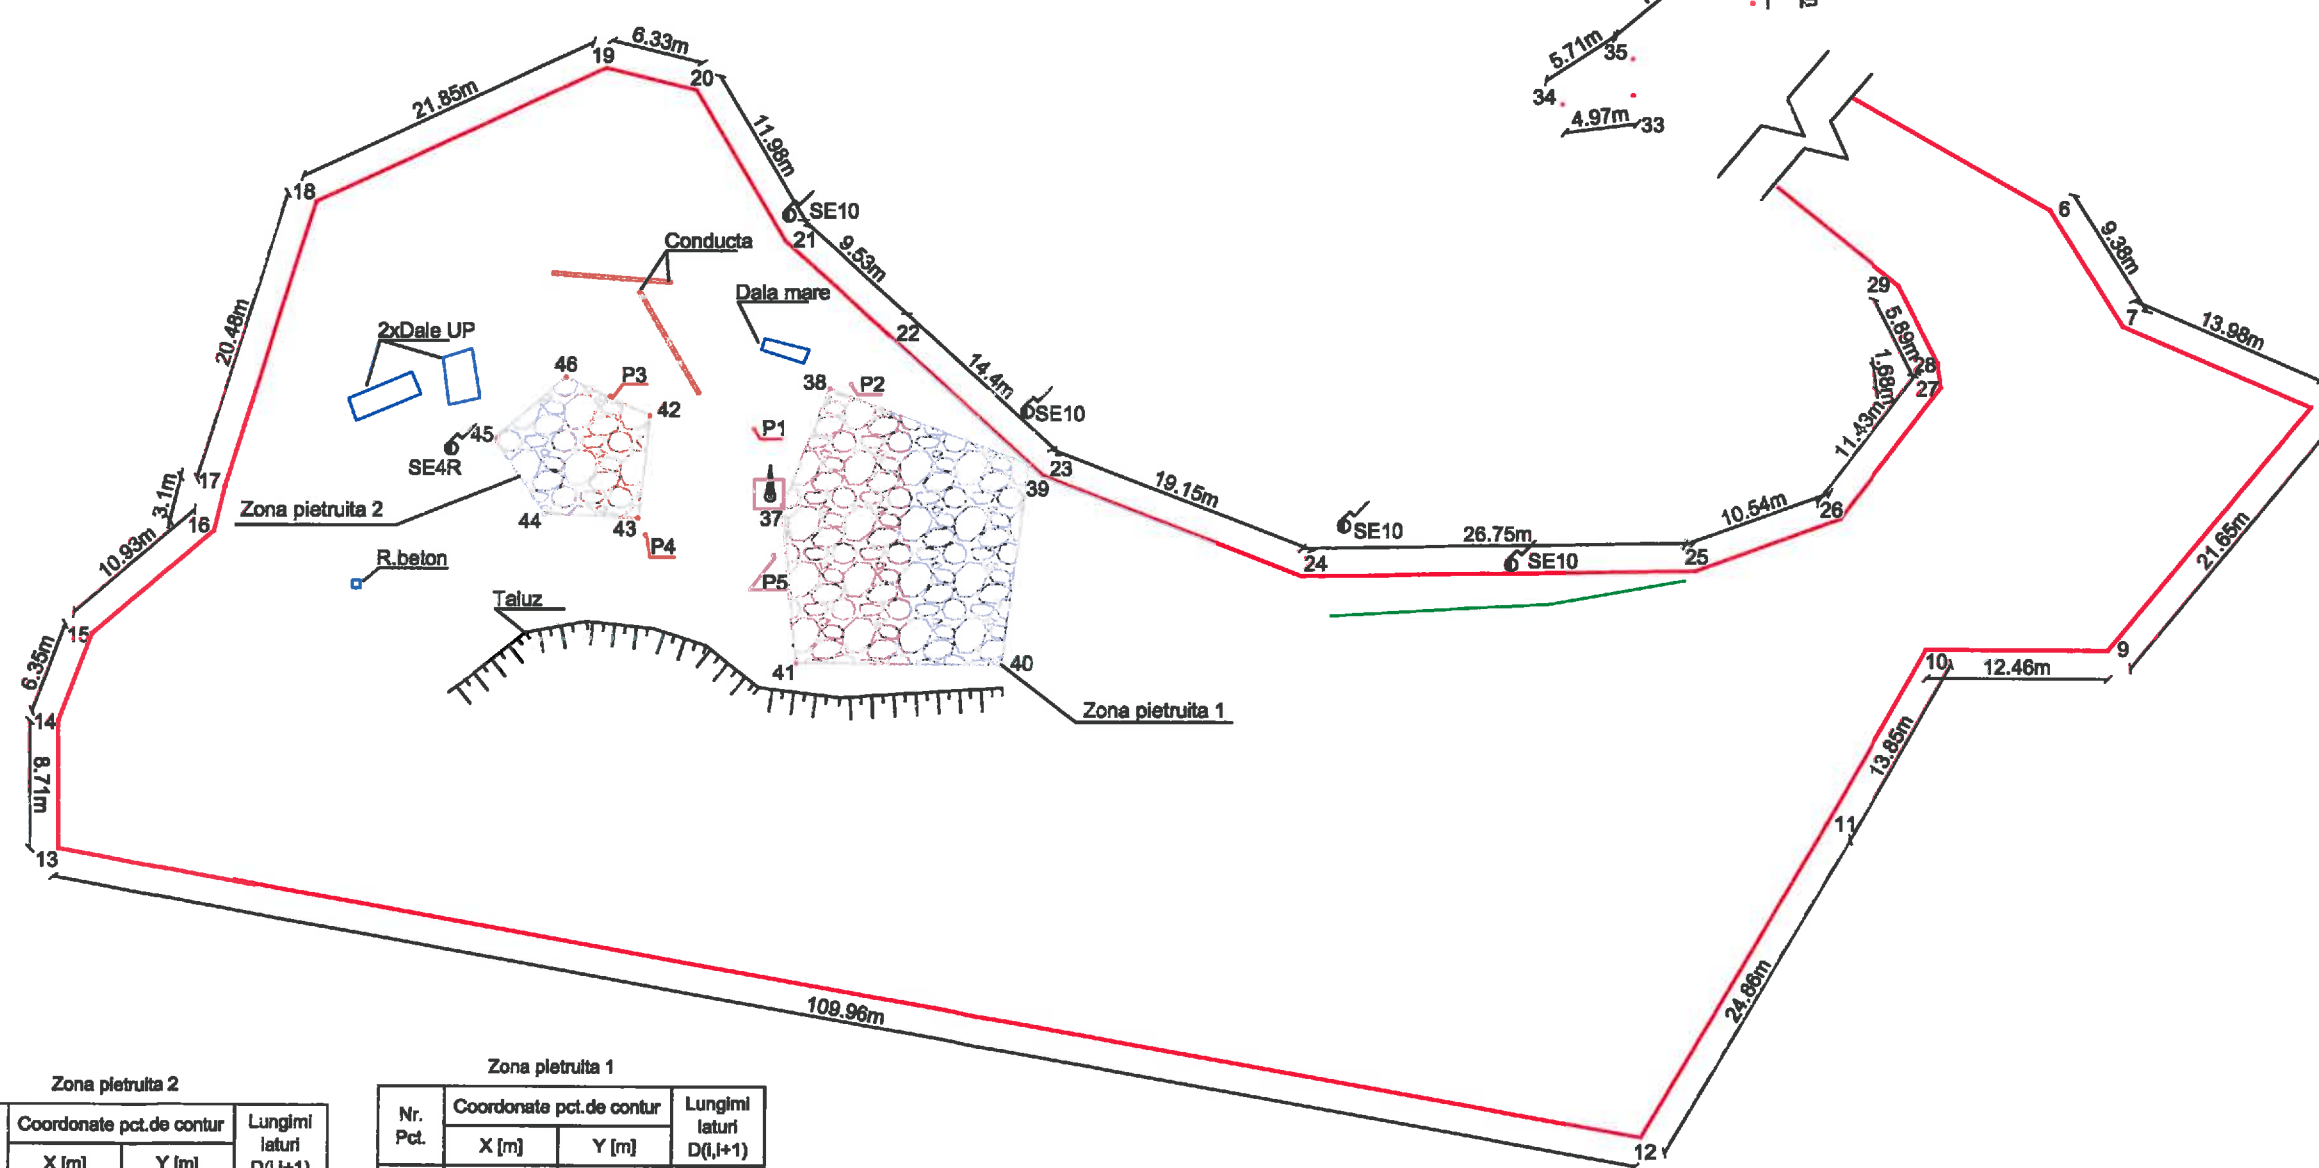 19
6.33m
20
21.85m
11.98m
18
SE10
21
9.53m
22
14.4m
SE10
23
39
19.15m
24
SE10
26.75m
SE10
25
10.54m
26
11.43m
1.68m
27
28
5.89m
29
5.71m
35
34
4.97m
33
6
9.38m
7
13.98m
21.65m
9
12.46m
10
13.85m
11
24.86m
12
109.96m
13
8.71m
14
6.35m
15
10.93m
16
3.1m
17
20.48m
Conducta
Dala mare
2xDale UP
46
P3
42
45
SE4R
44
43
P4
Zona pietruita 2
R.beton
Taluz
38
P2
P1
37
P5
41
40
Zona pietruita 1
Zona pietruita 2
Coordonate pct.de contur
Lungimi
laturi
D(i,i+1)
X [m]
Y [m]
Zona pietruita 1
Nr.
Pct.
Coordonate pct.de contur
Lungimi
laturi
D(i,i+1)
X [m]
Y [m]